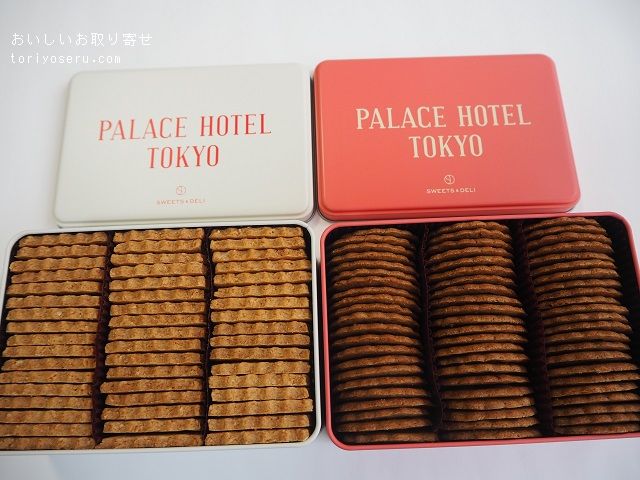 おいしいお取り寄せ
toriyoseru.com
PALACE HOTEL
TOKYO
SWEETS & DELI
PALACE HOTEL
TOKYO
SWEETS & DELI